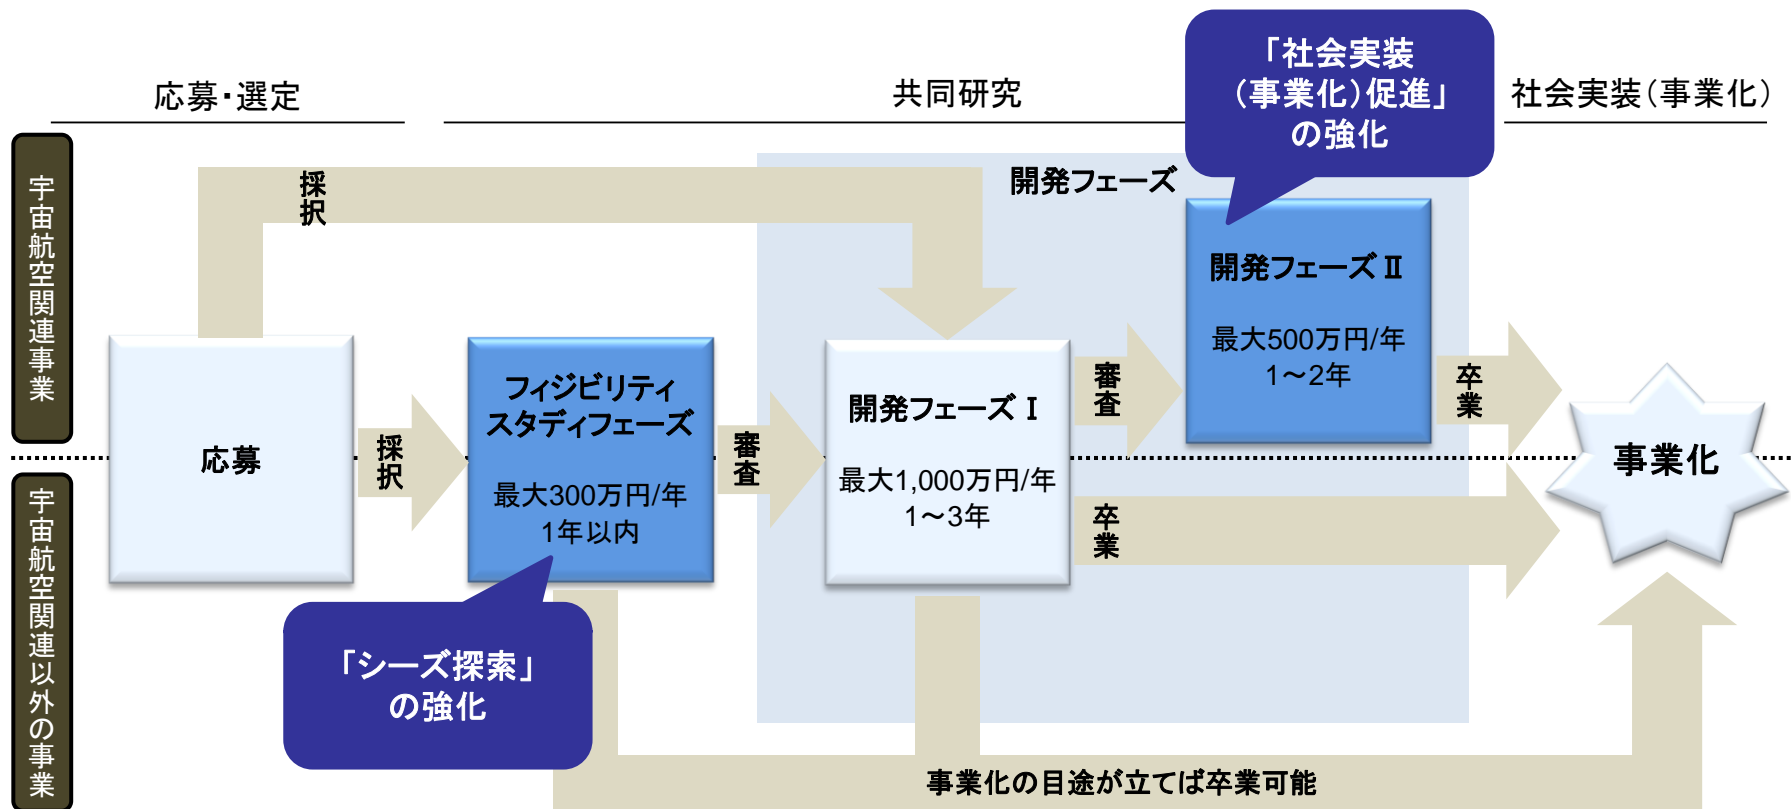 応募・選定
共同研究
社会実装（事業化）
「社会実装
（事業化）促進」
の強化
宇宙航空関連事業
宇宙航空関連以外の事業
採択
開発フェーズ
応募
採択
フィジビリティ
スタディフェーズ
最大300万円/年
1年以内
審査
開発フェーズⅠ
最大1,000万円/年
1～3年
審査
開発フェーズⅡ
最大500万円/年
1～2年
卒業
卒業
事業化
「シーズ探索」
の強化
事業化の目途が立てば卒業可能